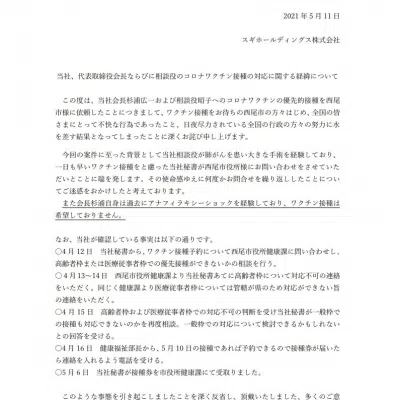 2021 年 5 月 11 日
スギホールディングス株式会社
当社、代表取締役会長ならびに相談役のコロナワクチン接種の対応に関する経緯について
この度は、当社会長杉浦広一および相談役昭子へのコロナワクチンの優先的接種を西尾
市様に依頼したことにつきまして、ワクチン接種をお待ちの西尾市の方々はじめ、全国の皆
さまにとって不快な行為であったこと、日夜尽力されている全国の行政の方々の努力に水
を差す結果となってしまったことに深くお詫び申し上げます。
今回の案件に至った背景として当社相談役が肺がんを患い大きな手術を経験しており、
一日も早いワクチン接種をと慮った当社秘書が西尾市役所様にお問い合わせをさせていた
だいたことに端を発します。その使命感ゆえに何度かお問合せを繰り返ししたことについ
てご迷惑をおかけしたと考えております。
また会長杉浦自身は過去にアナフィラキシーショックを経験しており、ワクチン接種は
希望しておりません。
なお、当社が確認している事実は以下の通りです。
○4 月 12 日　当社秘書から、ワクチン接種予約について西尾市役所健康課に問い合わせし、
高齢者枠または医療従事者枠での優先接種ができないかの相談を行う。
○4 月 13～14 日　西尾市役所健康課より当社秘書あてに高齢者枠について対応不可の連絡
をいただく。同じく健康課より医療従事者枠については管轄が県のため対応ができない旨
の連絡をいただく。
○4 月 15 日　高齢者枠および医療従事者枠での対応不可の判断を受け当社秘書が一般枠で
の接種も対応できないのかを再度相談。一般枠での対応について検討できるかもしれない
との回答を受ける。
○4 月 16 日　健康福祉部長から、5 月 10 日の接種であれば予約できるので接種券が届いた
ら連絡を入れるよう電話を受ける。
○5 月 6 日　当社秘書が接種券を市役所健康課にて受取りました。
このような事態を引き起こしましたことを深く反省し、頂戴いたしました、多くのご意